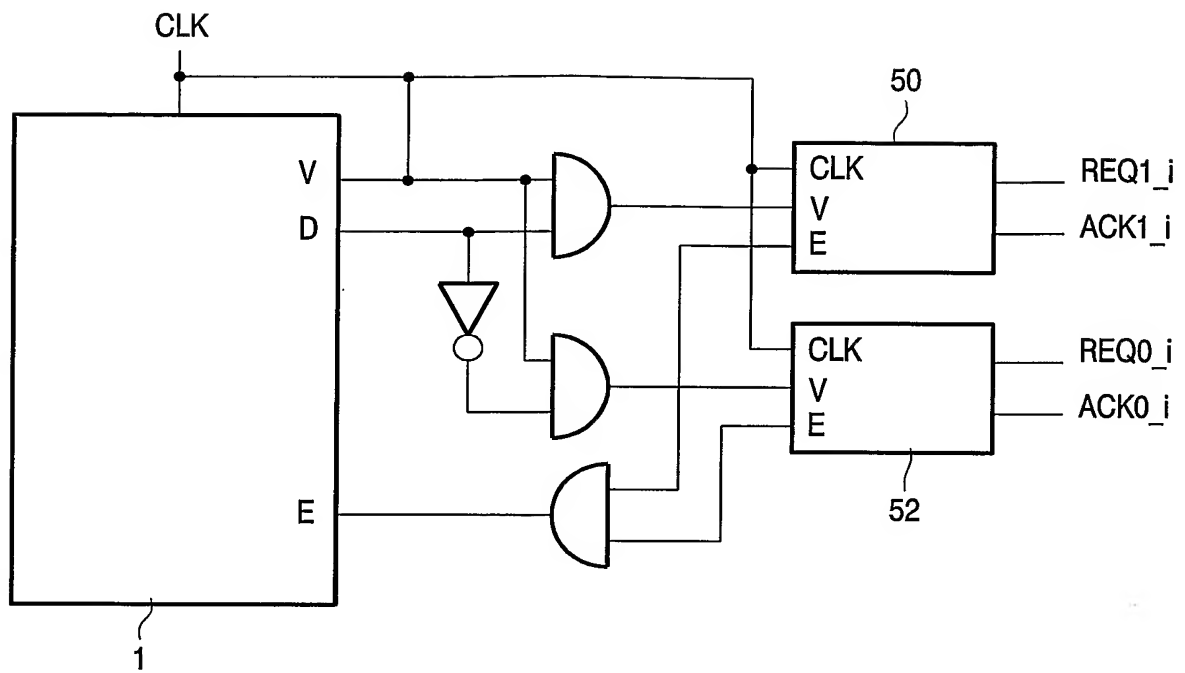 CLK
50
V
CLK
REQ1_i
V
D
E
ACK1_i
CLK
REQ0_i
V
E
ACK0_i
E
52
1